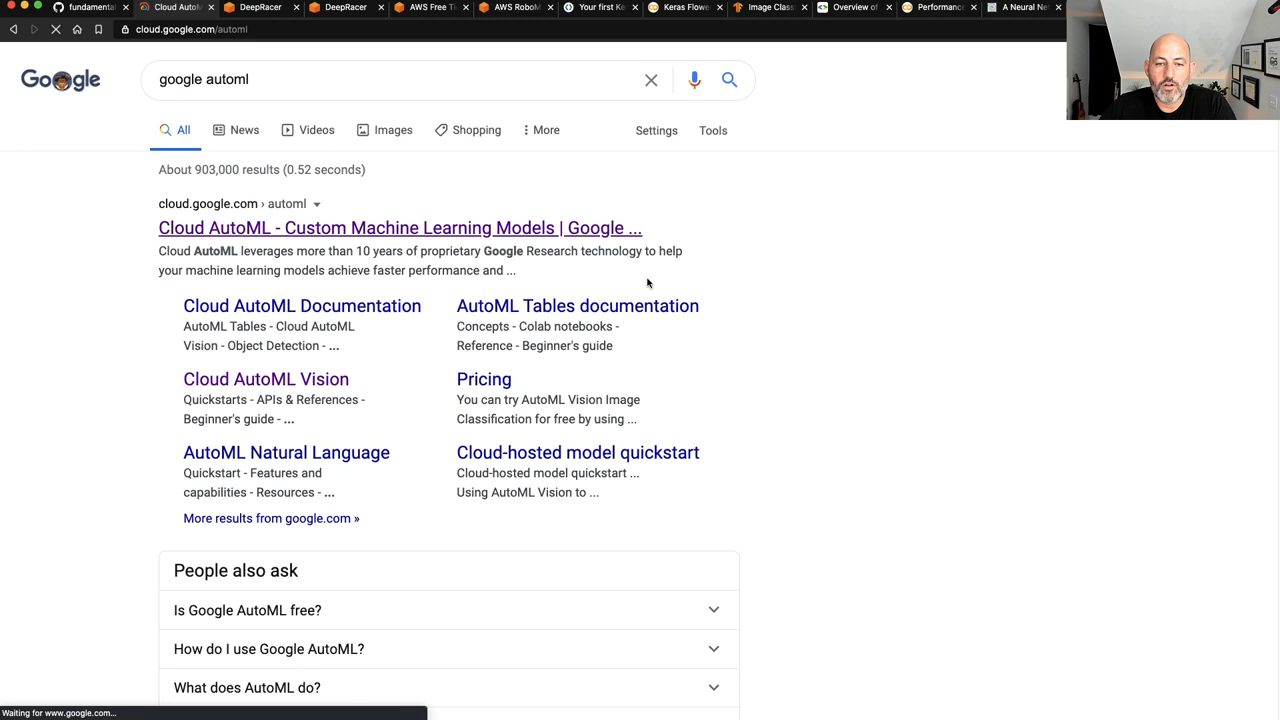 fundamenta
Cloud AutoM
DeepRacer
DeepRacer
AWS Free Ti
AWS RoboM
Your first Ke
Keras Flower
Image Class
Overview of
Performance
A Neural Net
cloud.google.com/automl
Google
google automl
All
News
Videos
Images
Shopping
More
Settings
Tools
About 903,000 results (0.52 seconds)
cloud.google.com › automl
Cloud AutoML - Custom Machine Learning Models | Google ...
Cloud AutoML leverages more than 10 years of proprietary Google Research technology to help
your machine learning models achieve faster performance and ...
Cloud AutoML Documentation
AutoML Tables - Cloud AutoML
Vision - Object Detection - ...
AutoML Tables documentation
Concepts - Colab notebooks -
Reference - Beginner's guide
Cloud AutoML Vision
Quickstarts - APIs & References -
Beginner's guide - ...
Pricing
You can try AutoML Vision Image
Classification for free by using ...
AutoML Natural Language
Quickstart - Features and
capabilities - Resources - ...
Cloud-hosted model quickstart
Cloud-hosted model quickstart ...
Using AutoML Vision to ...
More results from google.com »
People also ask
Is Google AutoML free?
How do I use Google AutoML?
What does AutoML do?
Waiting for www.google.com...